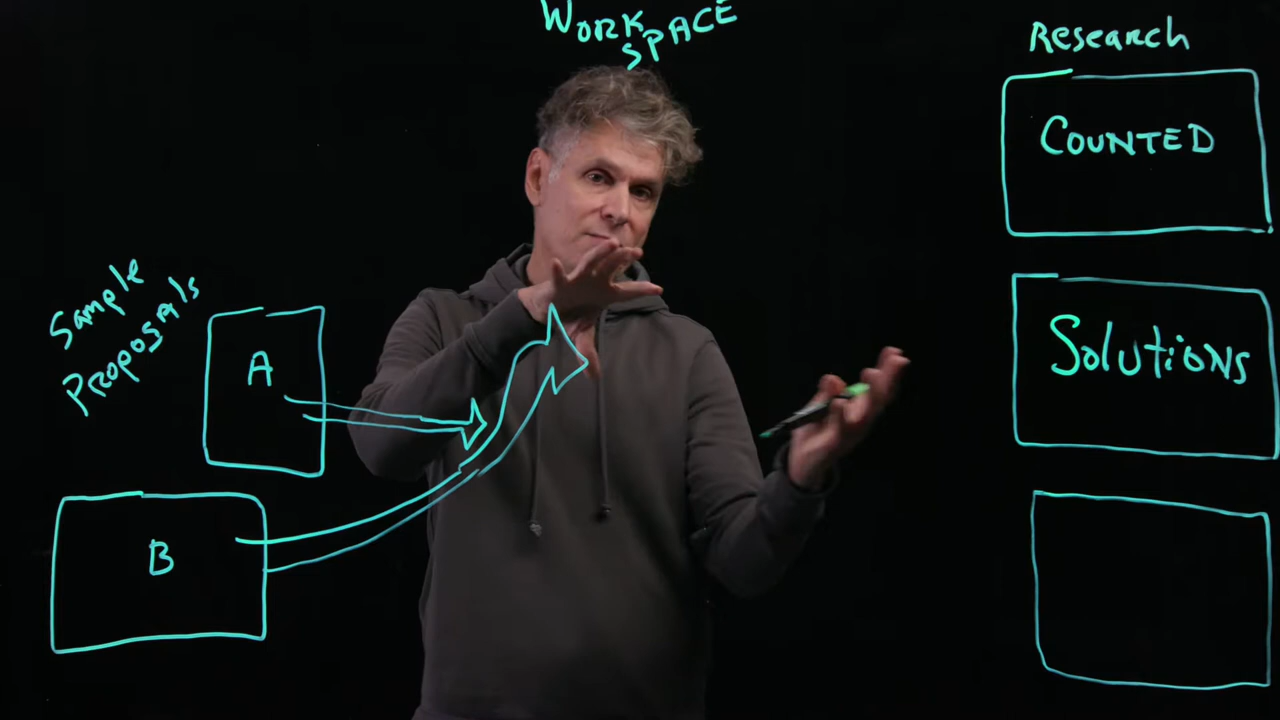 WORK
SPACE
Research
COUNTED
Solutions
Sample
Proposals
A
B